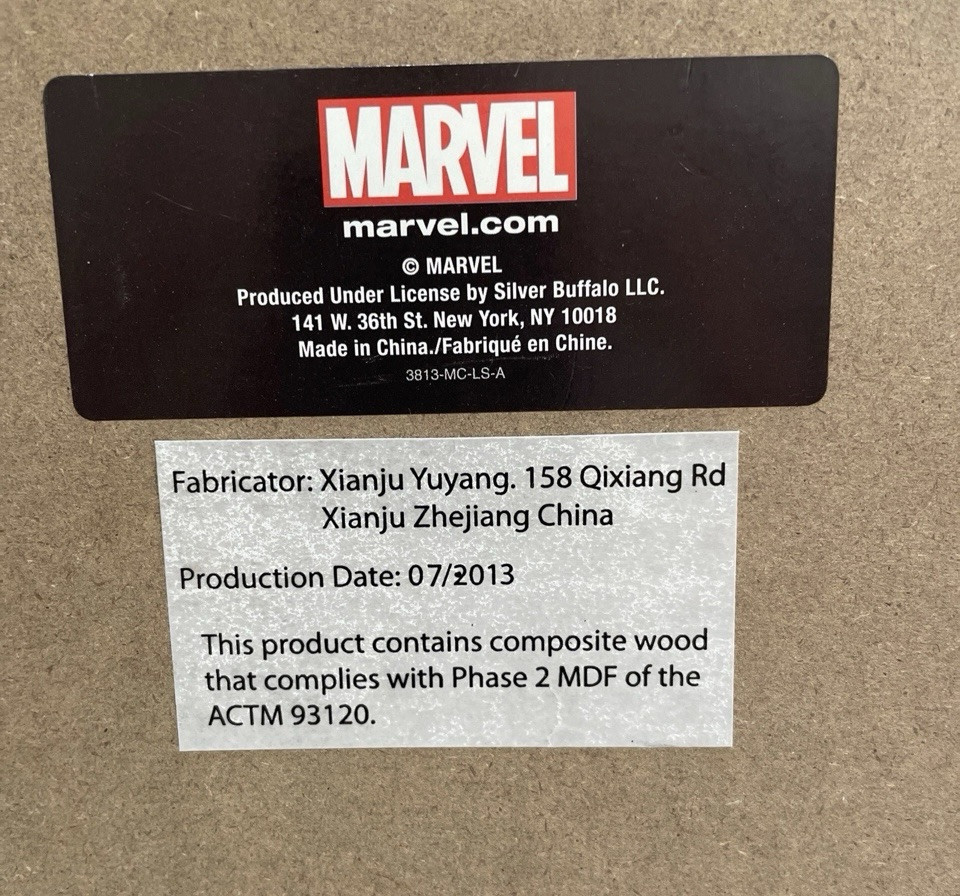 MARVEL
marvel.com
© MARVEL
Produced Under License by Silver Buffalo LLC.
141 W. 36th St. New York, NY 10018
Made in China./Fabriqué en Chine.
3813-MC-LS-A
Fabricator: Xianju Yuyang. 158 Qixiang Rd
Xianju Zhejiang China
Production Date: 07/2013
This product contains composite wood
that complies with Phase 2 MDF of the
ACTM 93120.